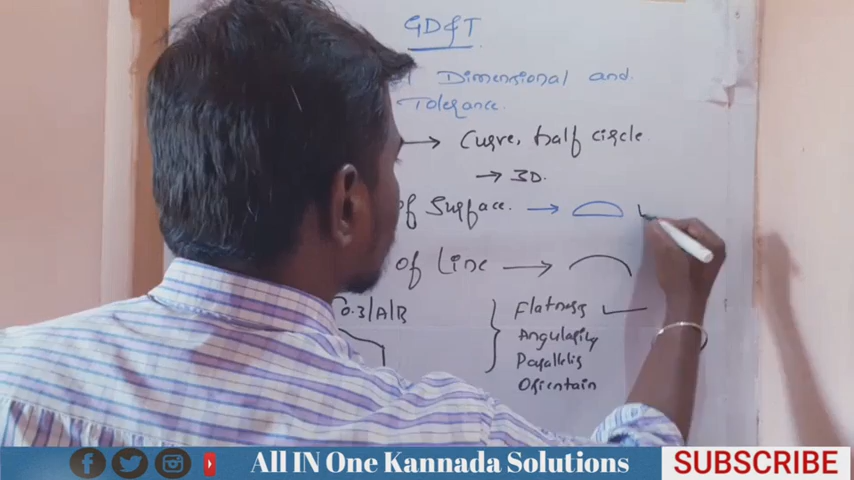 GD&T
Dimensional and
Tolerance.
→ Curve, half circle
→ 3D.
of Surface. →
of Line →
0.3/A/B
Flatness
Angularity
Parallelis
Orientain
All IN One Kannada Solutions
SUBSCRIBE